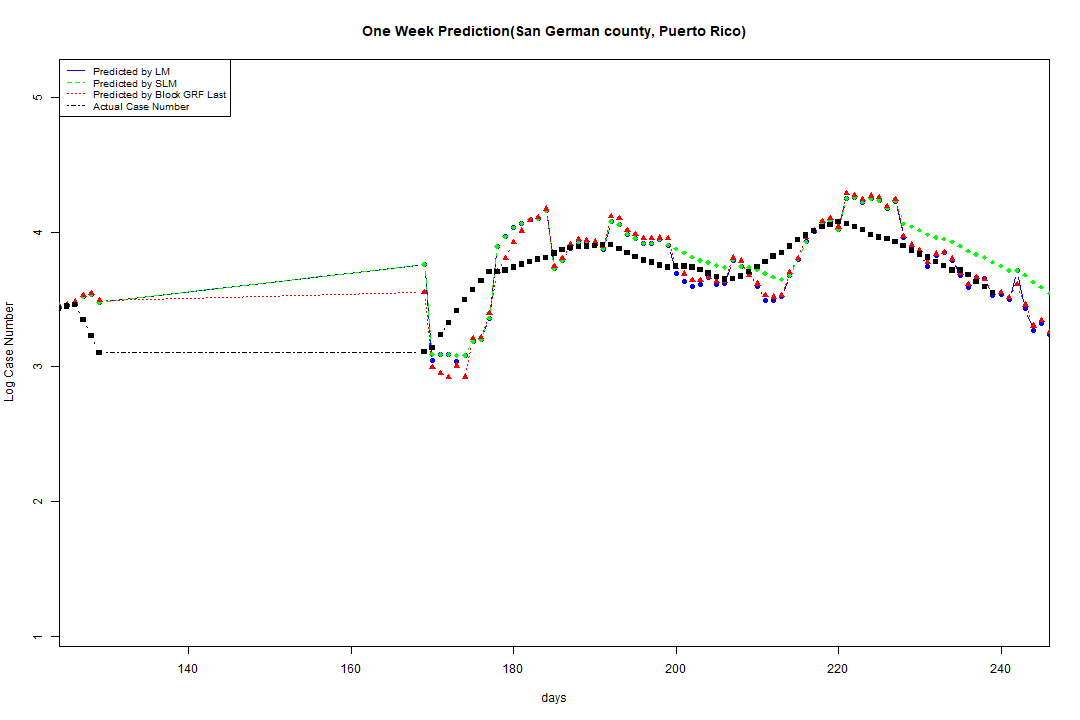 One Week Prediction(San German county, Puerto Rico)
Predicted by LM
Predicted by SLM
Predicted by Block GRF Last
Actual Case Number
5
4
3
2
1
Log Case Number
140 160 180 200 220 240
days